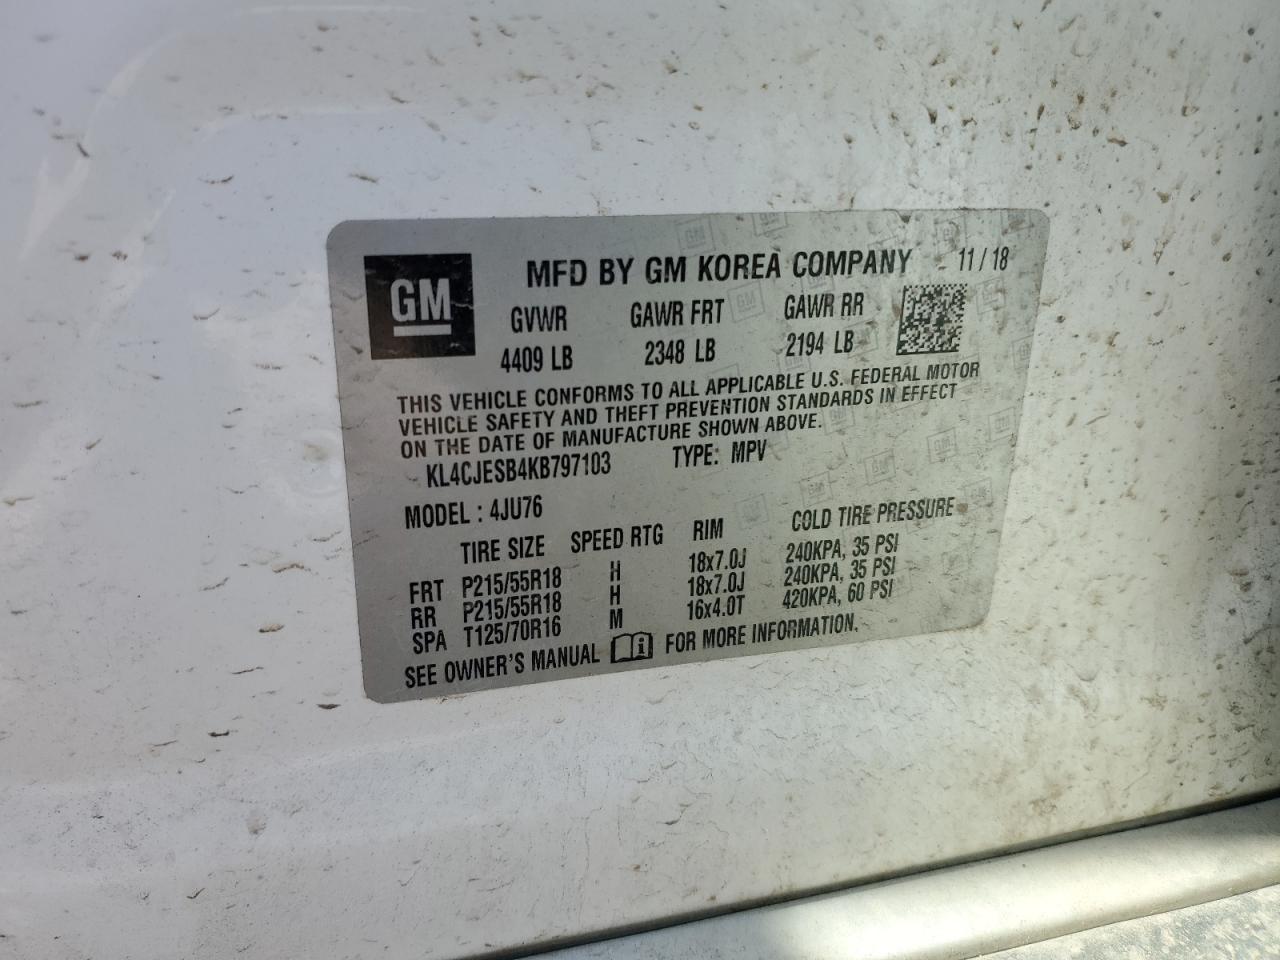 GM
MFD BY GM KOREA COMPANY 11/18
GVWR GAWR FRT GAWR RR
4409 LB 2348 LB 2194 LB
THIS VEHICLE CONFORMS TO ALL APPLICABLE U.S. FEDERAL MOTOR
VEHICLE SAFETY AND THEFT PREVENTION STANDARDS IN EFFECT
ON THE DATE OF MANUFACTURE SHOWN ABOVE.
KL4CJESB4KB797103 TYPE: MPV
MODEL : 4JU76
TIRE SIZE SPEED RTG RIM COLD TIRE PRESSURE
FRT P215/55R18 H 18x7.0J 240KPA, 35 PSI
RR P215/55R18 H 18x7.0J 240KPA, 35 PSI
SPA T125/70R16 M 16x4.0T 420KPA, 60 PSI
SEE OWNER'S MANUAL i FOR MORE INFORMATION.